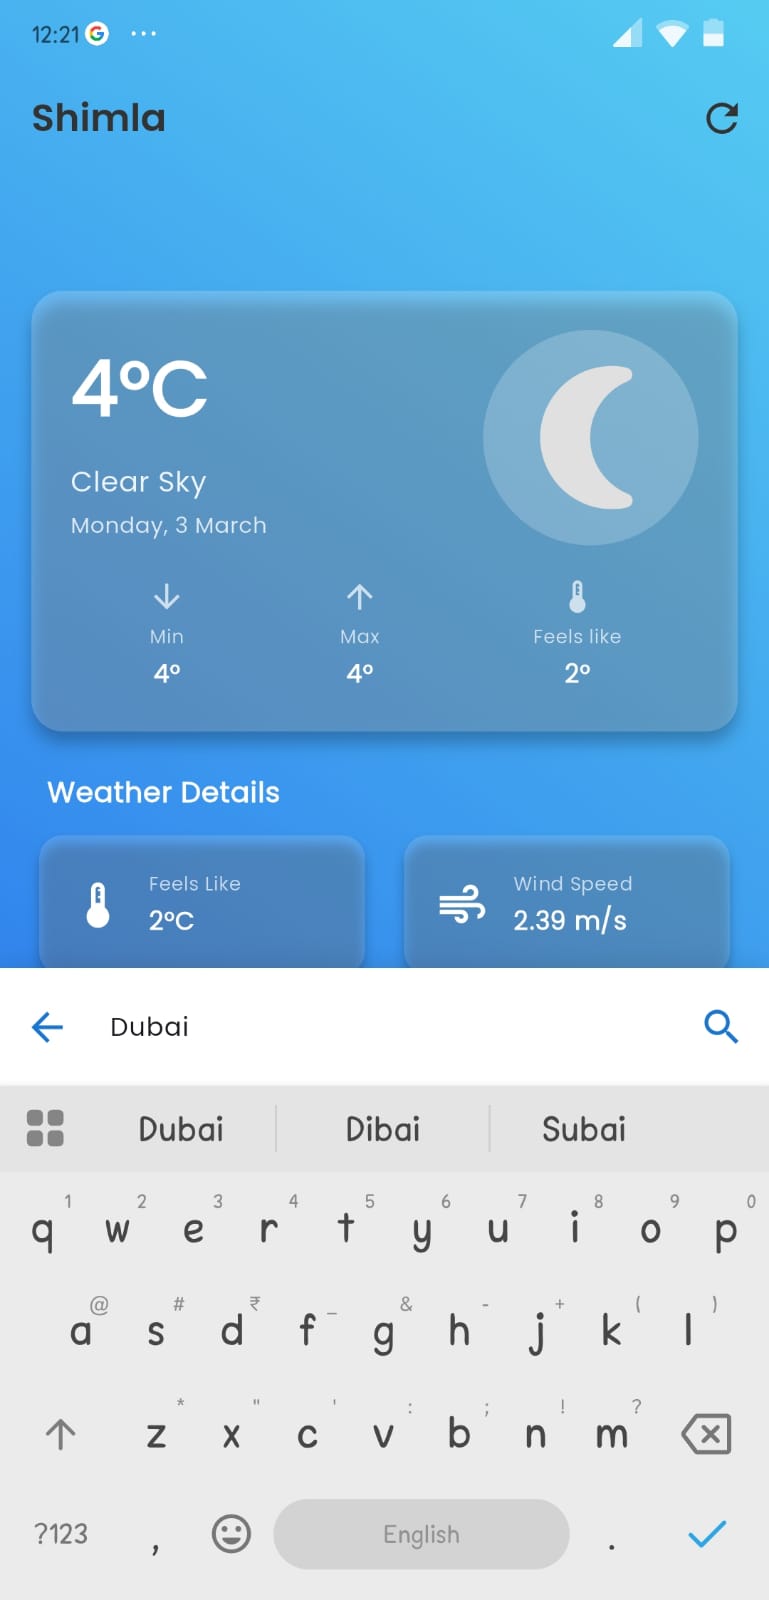 12:21 G ...
Shimla
4°C
Clear Sky
Monday, 3 March
Min Max Feels like
4° 4° 2°
Weather Details
Feels Like Wind Speed
2°C 2.39 m/s
Dubai
Dubai Dibai Subai
1 2 3 4 5 6 7 8 9 0
q w e r t y u i o p
@ # ₹ _ & - + ( )
a s d f g h j k l
* " ' : ; ! ?
z x c v b n m
?123 , English .